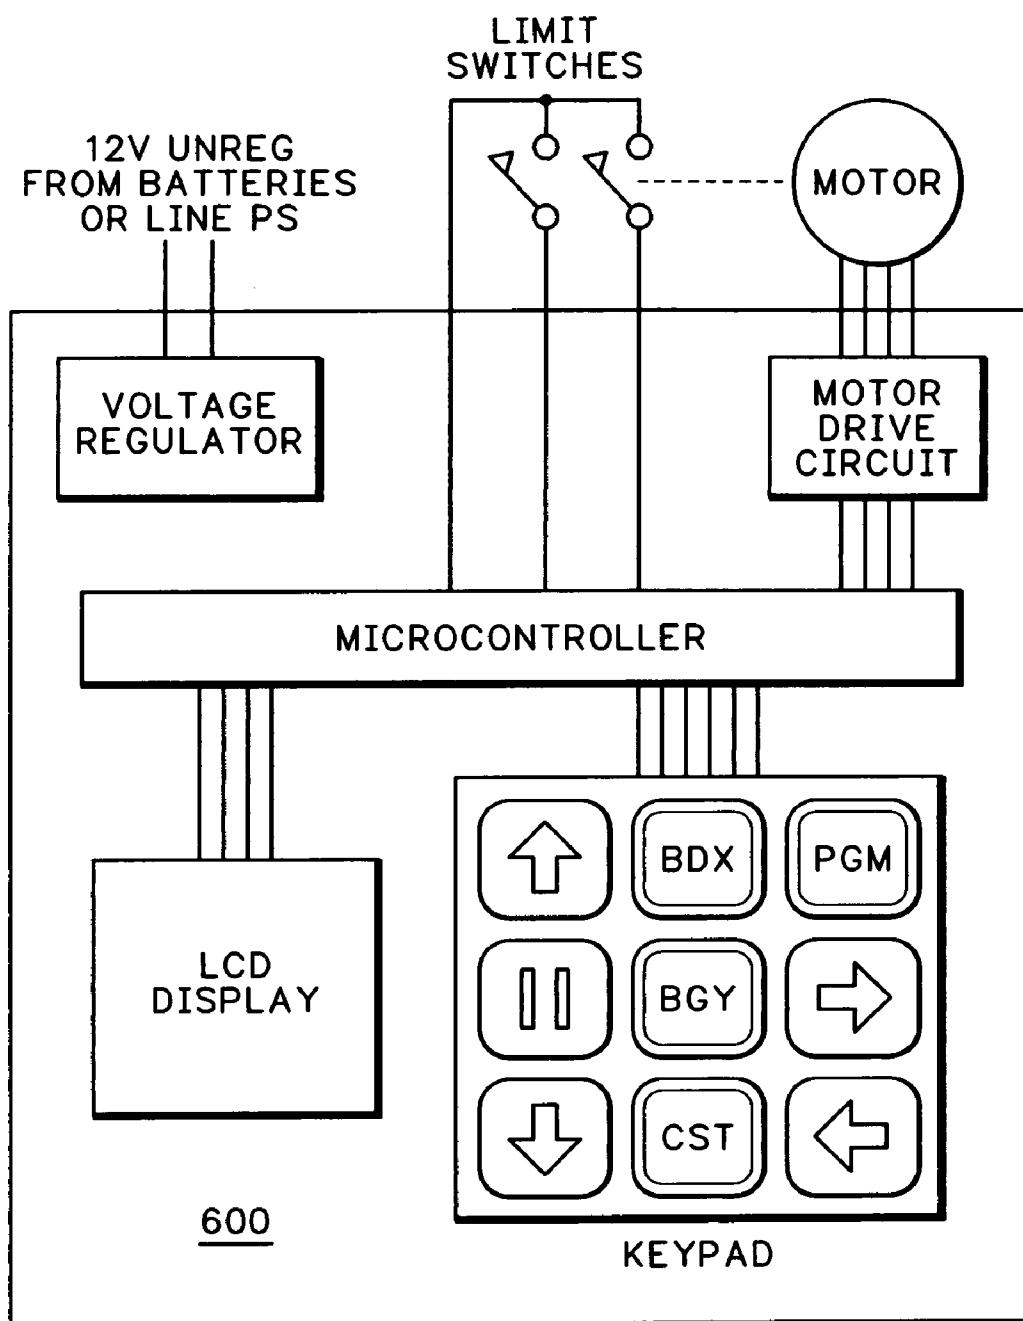 LIMIT
SWITCHES
12V UNREG
FROM BATTERIES
OR LINE PS
MOTOR
VOLTAGE
REGULATOR
MOTOR
DRIVE
CIRCUIT
MICROCONTROLLER
LCD
DISPLAY
BDX
PGM
BGY
CST
600
KEYPAD